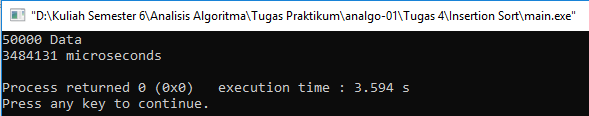 "D:\Kuliah Semester 6\Analisis Algoritma\Tugas Praktikum\analgo-01\Tugas 4\Insertion Sort\main.exe"
50000 Data
3484131 microseconds
Process returned 0 (0x0)   execution time : 3.594 s
Press any key to continue.